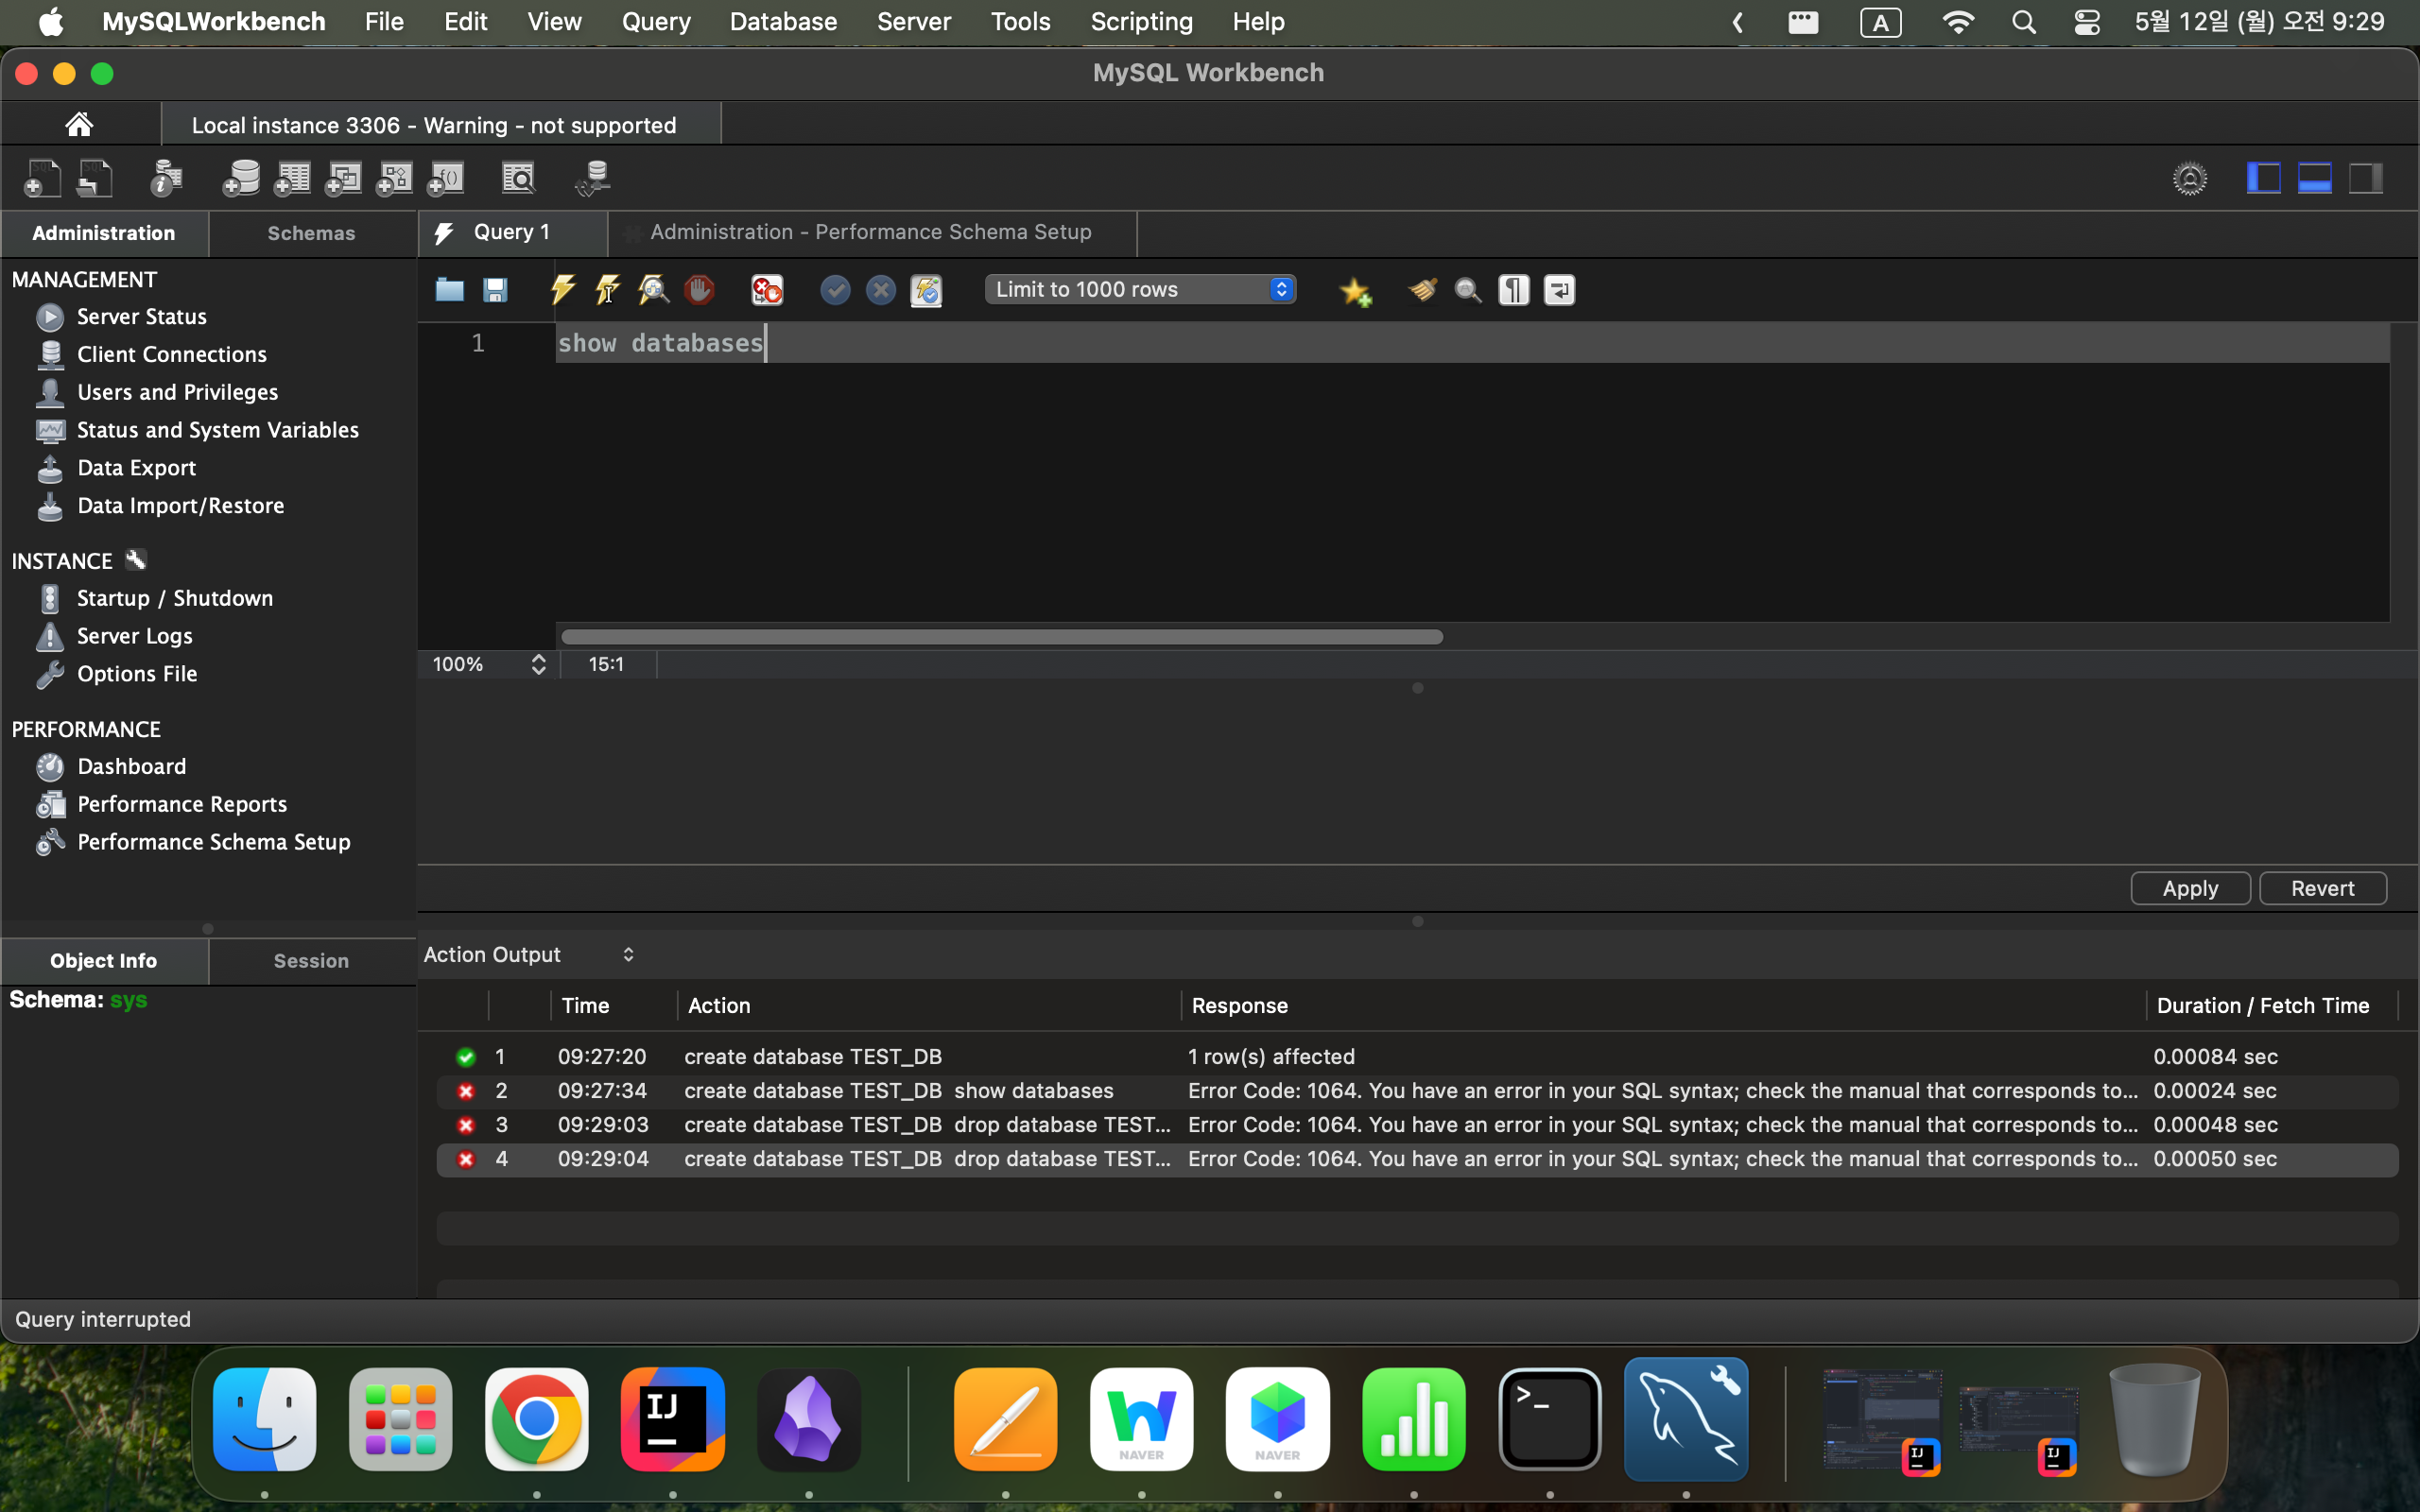 MySQLWorkbench File Edit View Query Database Server Tools Scripting Help A 5월 12일 (월) 오전 9:29
MySQL Workbench
Local instance 3306 - Warning - not supported
Administration Schemas
Query 1 Administration - Performance Schema Setup
MANAGEMENT
Server Status
Client Connections
Users and Privileges
Status and System Variables
Data Export
Data Import/Restore
INSTANCE
Startup / Shutdown
Server Logs
Options File
PERFORMANCE
Dashboard
Performance Reports
Performance Schema Setup
Limit to 1000 rows
1 show databases
100% 15:1
Apply Revert
Object Info Session
Schema: sys
Action Output
Time Action Response Duration / Fetch Time
1 09:27:20 create database TEST_DB 1 row(s) affected 0.00084 sec
2 09:27:34 create database TEST_DB show databases Error Code: 1064. You have an error in your SQL syntax; check the manual that corresponds to... 0.00024 sec
3 09:29:03 create database TEST_DB drop database TEST... Error Code: 1064. You have an error in your SQL syntax; check the manual that corresponds to... 0.00048 sec
4 09:29:04 create database TEST_DB drop database TEST... Error Code: 1064. You have an error in your SQL syntax; check the manual that corresponds to... 0.00050 sec
Query interrupted
IJ
NAVER
NAVER
>_
IJ
IJ